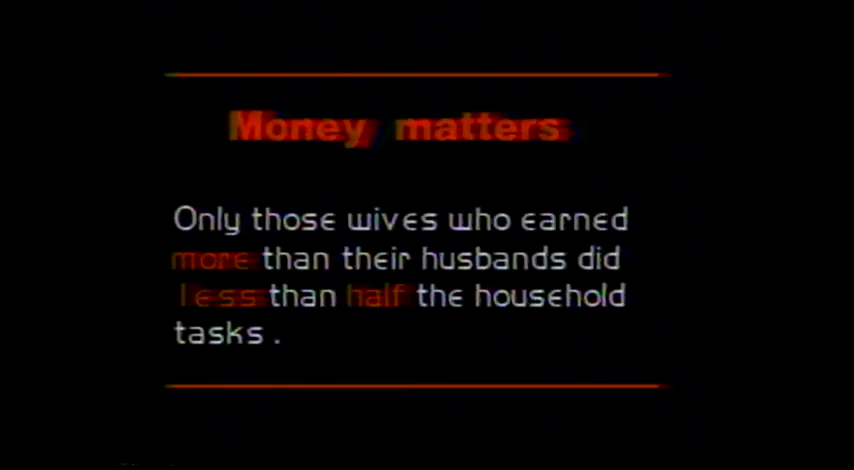 Money matters
Only those wives who earned
more than their husbands did
less than half the household
tasks .